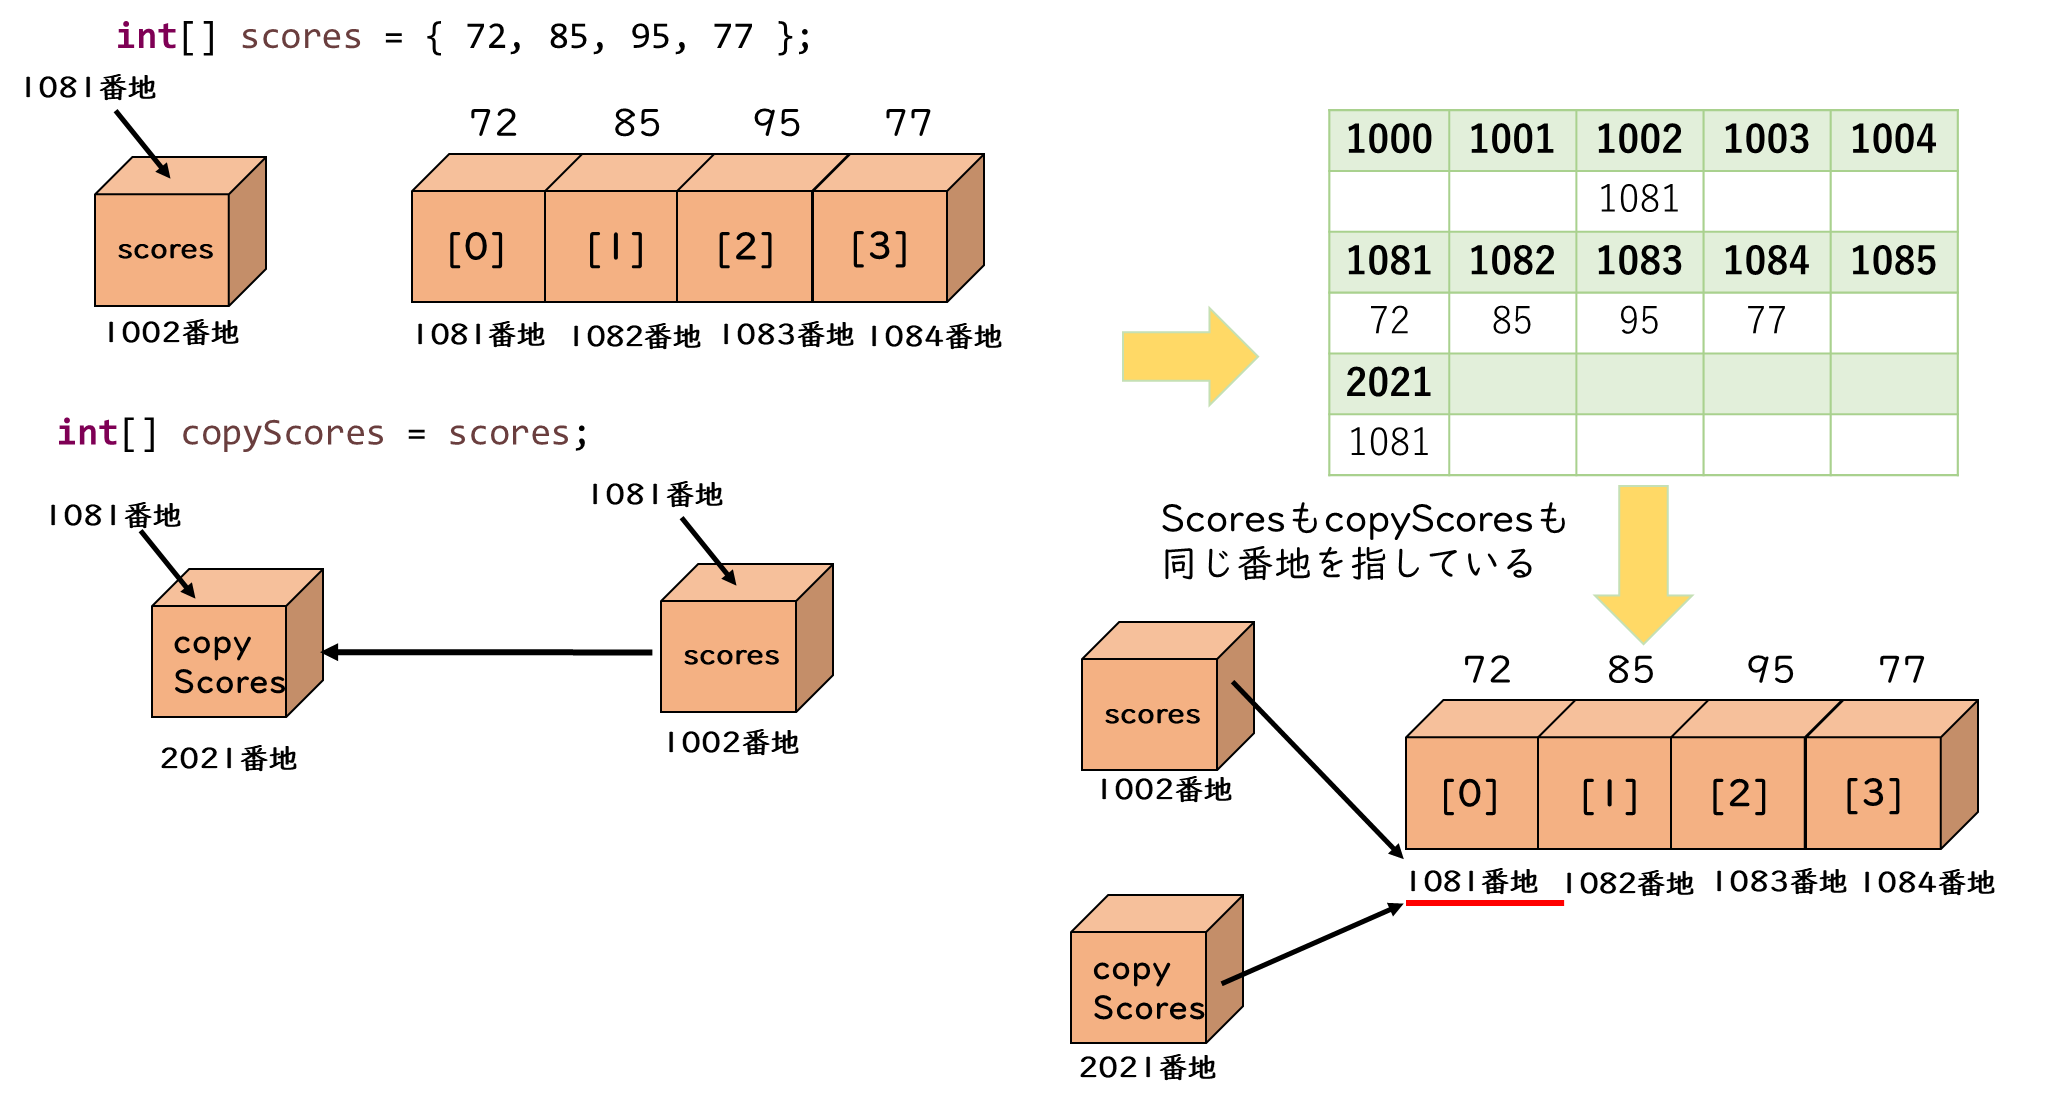 int[] scores = { 72, 85, 95, 77 };
1081番地
72 85 95 77
scores
[0] [1] [2] [3]
1002番地
1081番地 1082番地 1083番地 1084番地
int[] copyScores = scores;
1081番地
1081番地
copy
Scores
scores
2021番地
1002番地
1000 1001 1002 1003 1004
1081
1081 1082 1083 1084 1085
72 85 95 77
2021
1081
ScoresもcopyScoresも
同じ番地を指している
72 85 95 77
scores
[0] [1] [2] [3]
1002番地
1081番地 1082番地 1083番地 1084番地
copy
Scores
2021番地